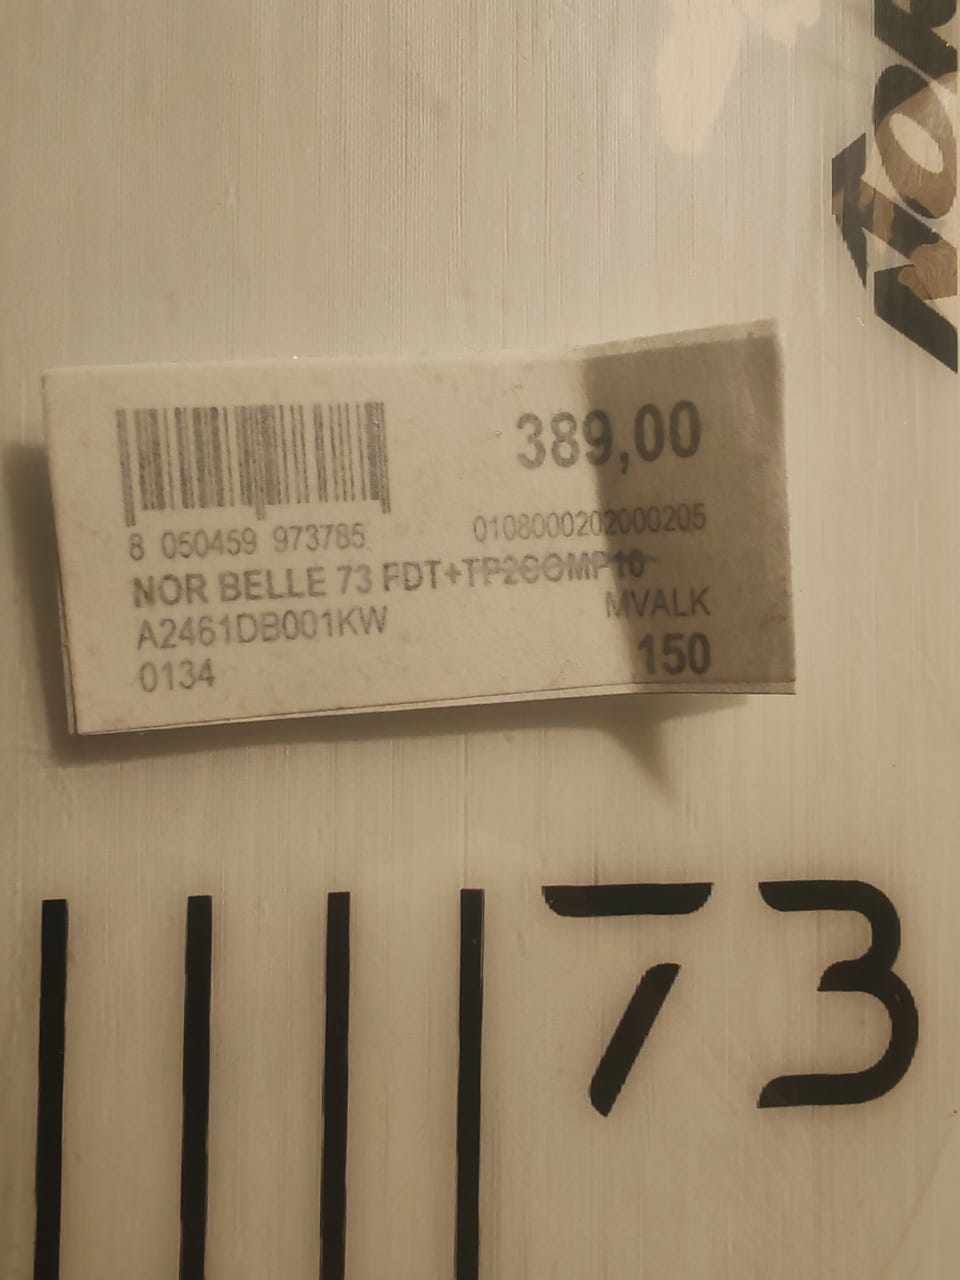 389,00
8 050459 973785
0108000202000205
NOR BELLE 73 FDT+TP2COMP10
A2461DB001KW
MVALK
0134
150
73